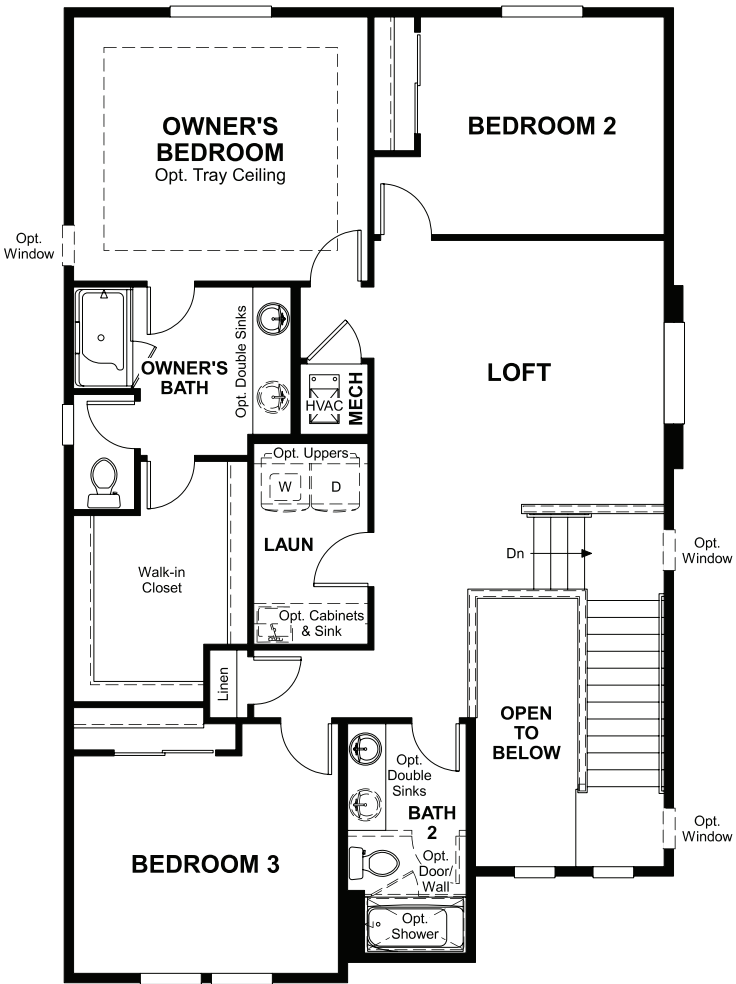 OWNER'S
BEDROOM
Opt. Tray Ceiling
BEDROOM 2
Opt.
Window
OWNER'S
BATH
Opt. Double Sinks
HVAC
MECH
LOFT
Opt. Uppers
W
D
LAUN
Opt. Cabinets
& Sink
Walk-in
Closet
Linen
Dn
Opt.
Window
OPEN
TO
BELOW
Opt.
Double
Sinks
BATH
2
Opt.
Door/
Wall
Opt.
Shower
BEDROOM 3
Opt.
Window